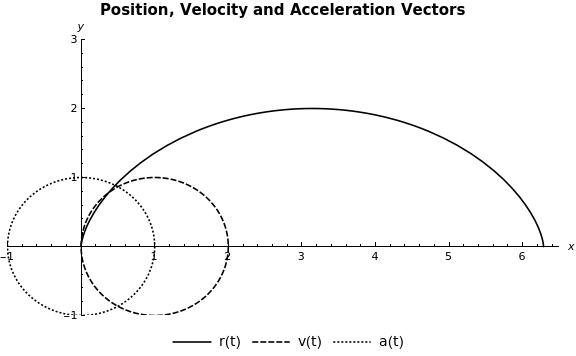 Position, Velocity and Acceleration Vectors
y
3
2
1
-1 1 2 3 4 5 6 x
-1
r(t) v(t) a(t)